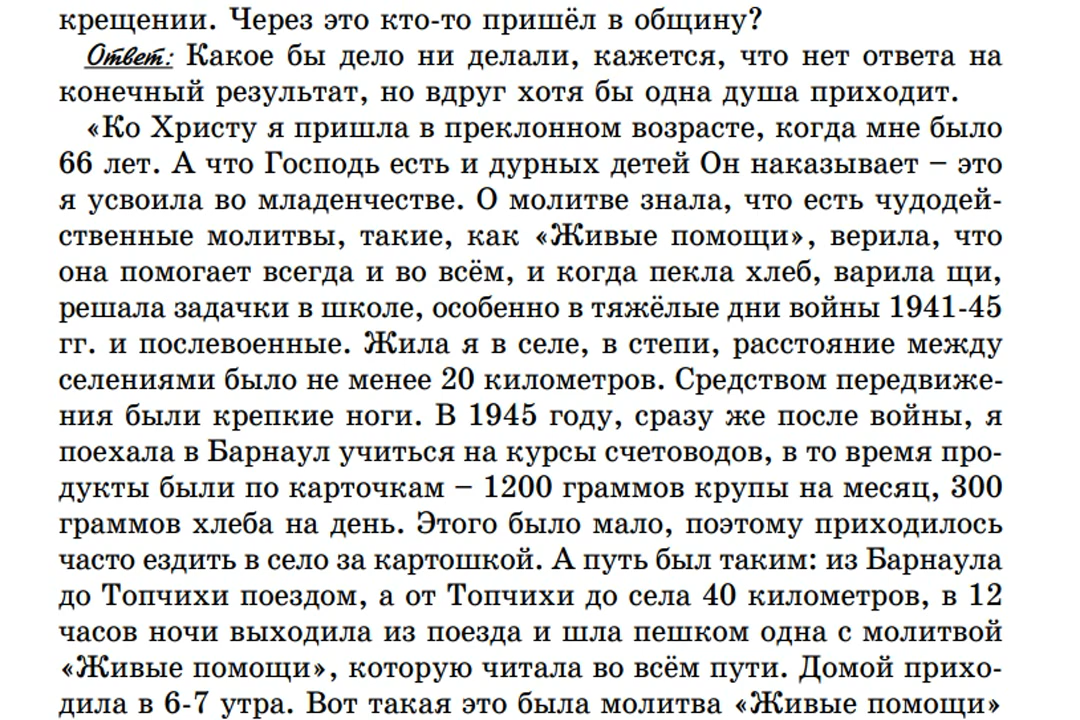 крещении. Через это кто-то пришёл в общину?
Ответ: Какое бы дело ни делали, кажется, что нет ответа на
конечный результат, но вдруг хотя бы одна душа приходит.
«Ко Христу я пришла в преклонном возрасте, когда мне было
66 лет. А что Господь есть и дурных детей Он наказывает – это
я усвоила во младенчестве. О молитве знала, что есть чудодей-
ственные молитвы, такие, как «Живые помощи», верила, что
она помогает всегда и во всём, и когда пекла хлеб, варила щи,
решала задачки в школе, особенно в тяжёлые дни войны 1941-45
гг. и послевоенные. Жила я в селе, в степи, расстояние между
селениями было не менее 20 километров. Средством передвиже-
ния были крепкие ноги. В 1945 году, сразу же после войны, я
поехала в Барнаул учиться на курсы счетоводов, в то время про-
дукты были по карточкам – 1200 граммов крупы на месяц, 300
граммов хлеба на день. Этого было мало, поэтому приходилось
часто ездить в село за картошкой. А путь был таким: из Барнаула
до Топчихи поездом, а от Топчихи до села 40 километров, в 12
часов ночи выходила из поезда и шла пешком одна с молитвой
«Живые помощи», которую читала во всём пути. Домой прихо-
дила в 6-7 утра. Вот такая это была молитва «Живые помощи»